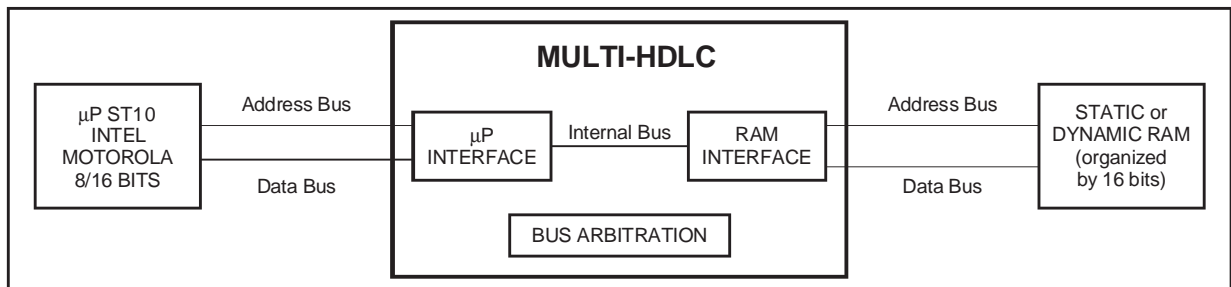 MULTI-HDLC
µP ST10
INTEL
MOTOROLA
8/16 BITS
Address Bus
Data Bus
µP
INTERFACE
Internal Bus
RAM
INTERFACE
BUS ARBITRATION
Address Bus
Data Bus
STATIC or
DYNAMIC RAM
(organized
by 16 bits)